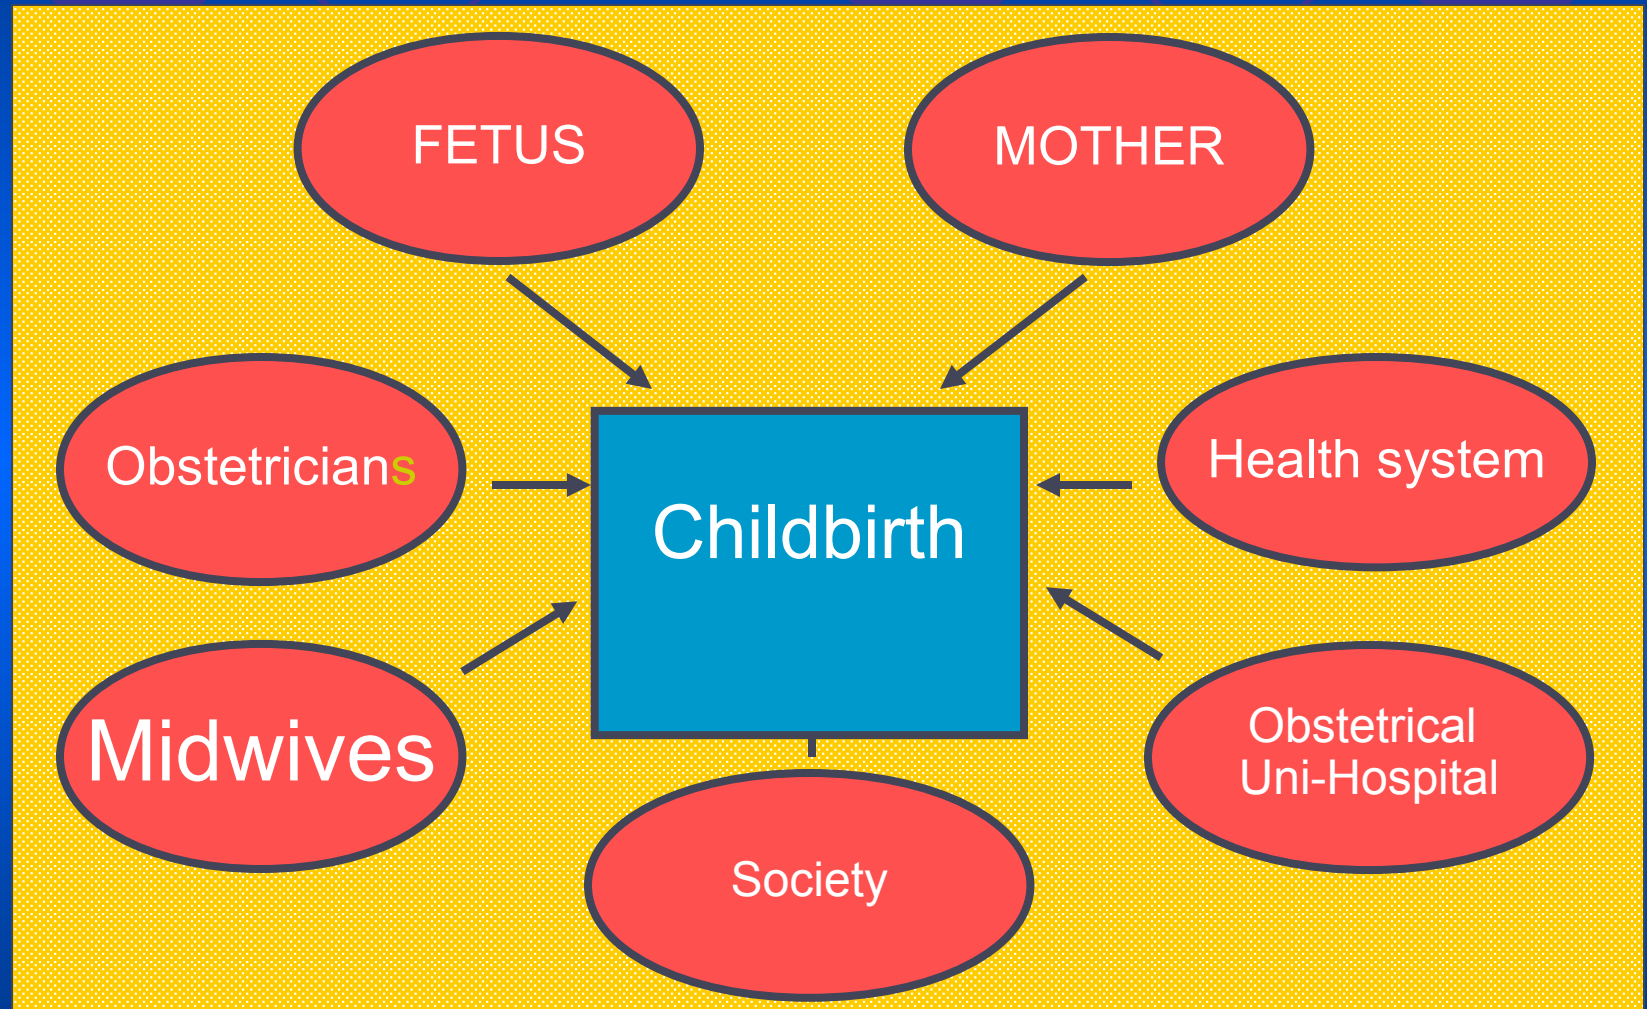 FETUS
MOTHER
Obstetricians
Health system
Childbirth
Midwives
Obstetrical
Uni-Hospital
Society